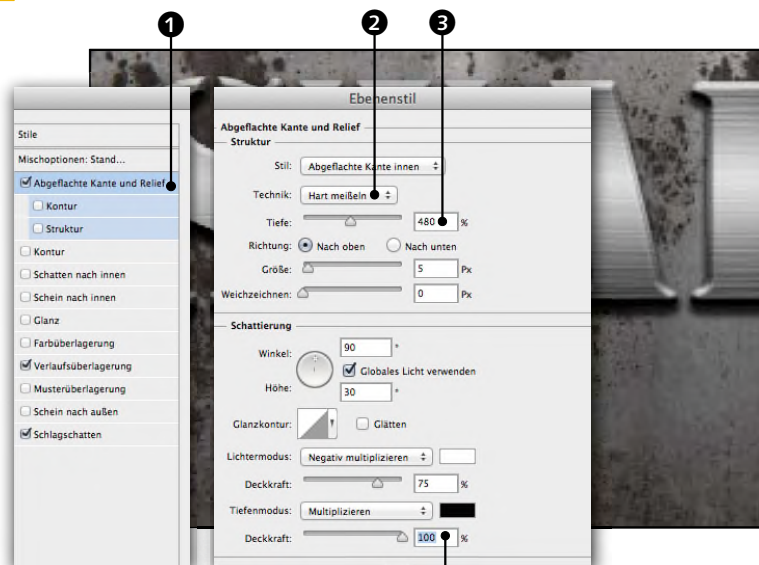 ❶ ❷ ❸
Ebenenstil
Stile
Mischoptionen: Stand...
Abgeflachte Kante und Relief
Kontur
Struktur
Kontur
Schatten nach innen
Schein nach innen
Glanz
Farbüberlagerung
Verlaufsüberlagerung
Musterüberlagerung
Schein nach außen
Schlagschatten
Abgeflachte Kante und Relief
Struktur
Stil: Abgeflachte Kante innen
Technik: Hart meißeln
Tiefe: 480 %
Richtung: Nach oben Nach unten
Größe: 5 Px
Weichzeichnen: 0 Px
Schattierung
Winkel: 90 °
Globales Licht verwenden
Höhe: 30 °
Glanzkontur: Glätten
Lichtermodus: Negativ multiplizieren
Deckkraft: 75 %
Tiefenmodus: Multiplizieren
Deckkraft: 100 %